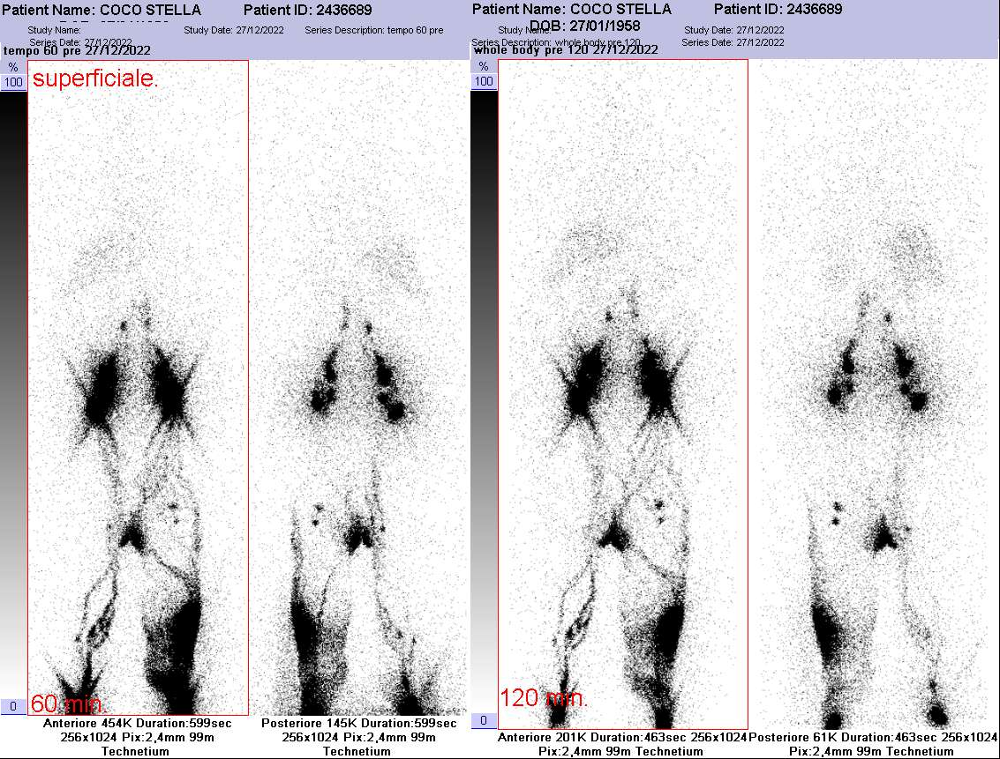 Patient Name: COCO STELLA Patient ID: 2436689
Study Name: Study Date: 27/12/2022 Series Description: tempo 60 pre
Series Date: 27/12/2022
tempo 60 pre 27/12/2022
%
100
superficiale.
0
60 min.
Anteriore 454K Duration:599sec
256x1024 Pix:2,4mm 99m
Technetium
Posteriore 145K Duration:599sec
256x1024 Pix:2,4mm 99m
Technetium
Patient Name: COCO STELLA Patient ID: 2436689
DOB: 27/01/1958
Study Name: Study Date: 27/12/2022
Series Description: whole body pre 120 Series Date: 27/12/2022
whole body pre 120 27/12/2022
%
100
0
120 min.
Anteriore 201K Duration:463sec 256x1024
Pix:2,4mm 99m Technetium
Posteriore 61K Duration:463sec 256x1024
Pix:2,4mm 99m Technetium